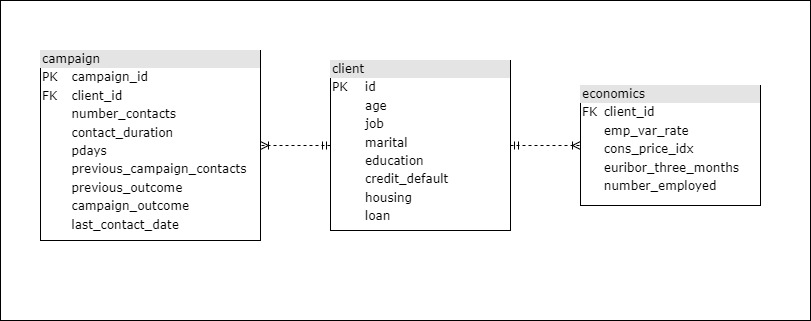 campaign
PK campaign_id
FK client_id
number_contacts
contact_duration
pdays
previous_campaign_contacts
previous_outcome
campaign_outcome
last_contact_date
client
PK id
age
job
marital
education
credit_default
housing
loan
economics
FK client_id
emp_var_rate
cons_price_idx
euribor_three_months
number_employed